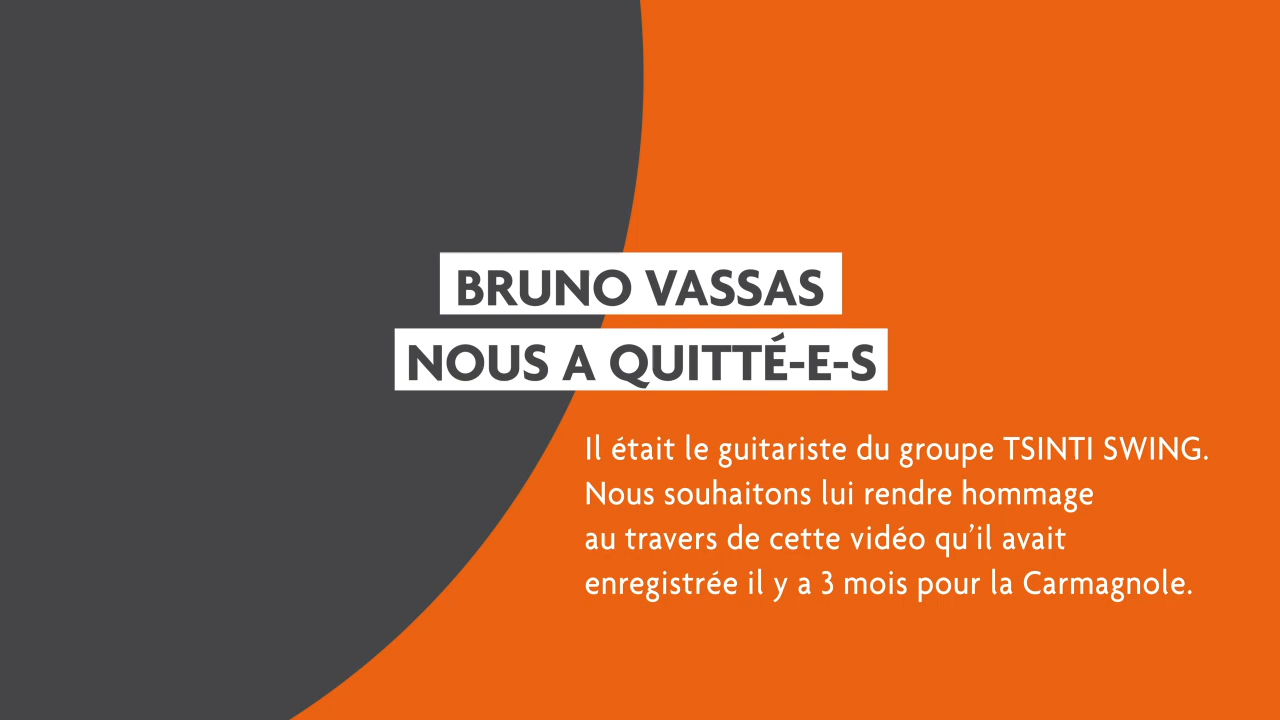 BRUNO VASSAS
NOUS A QUITTÉ-E-S
Il était le guitariste du groupe TSINTI SWING.
Nous souhaitons lui rendre hommage
au travers de cette vidéo qu’il avait
enregistrée il y a 3 mois pour la Carmagnole.